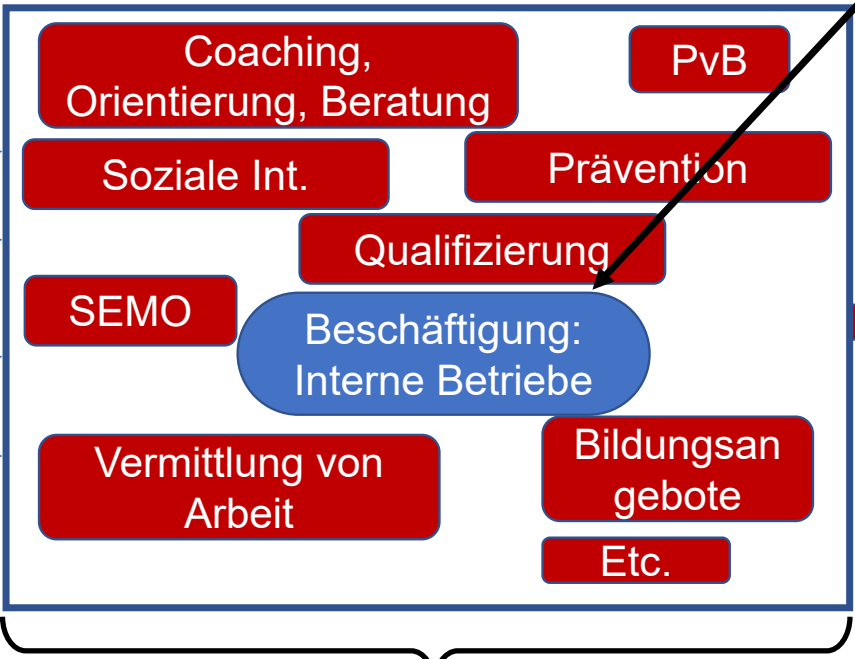 Coaching,
Orientierung, Beratung
PvB
Soziale Int.
Prävention
Qualifizierung
SEMO
Beschäftigung:
Interne Betriebe
Vermittlung von
Arbeit
Bildungsan
gebote
Etc.